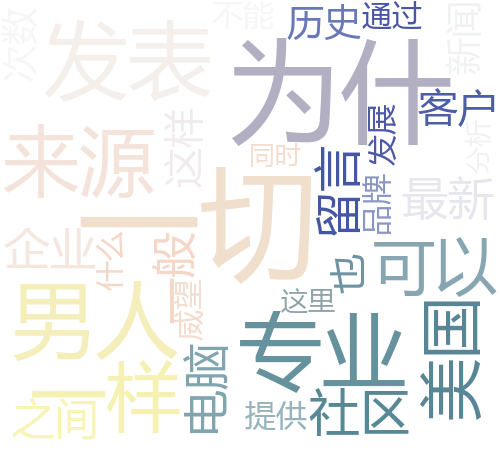 次数
发表
不能
历史
通过
新闻
为什
客户
来源
这样
同时
留言
发展
分析
一切
品牌
最新
企业
什么
一般
也
可以
男人
威望
这里
专业
美国
一样
电脑
之间
提供
社区